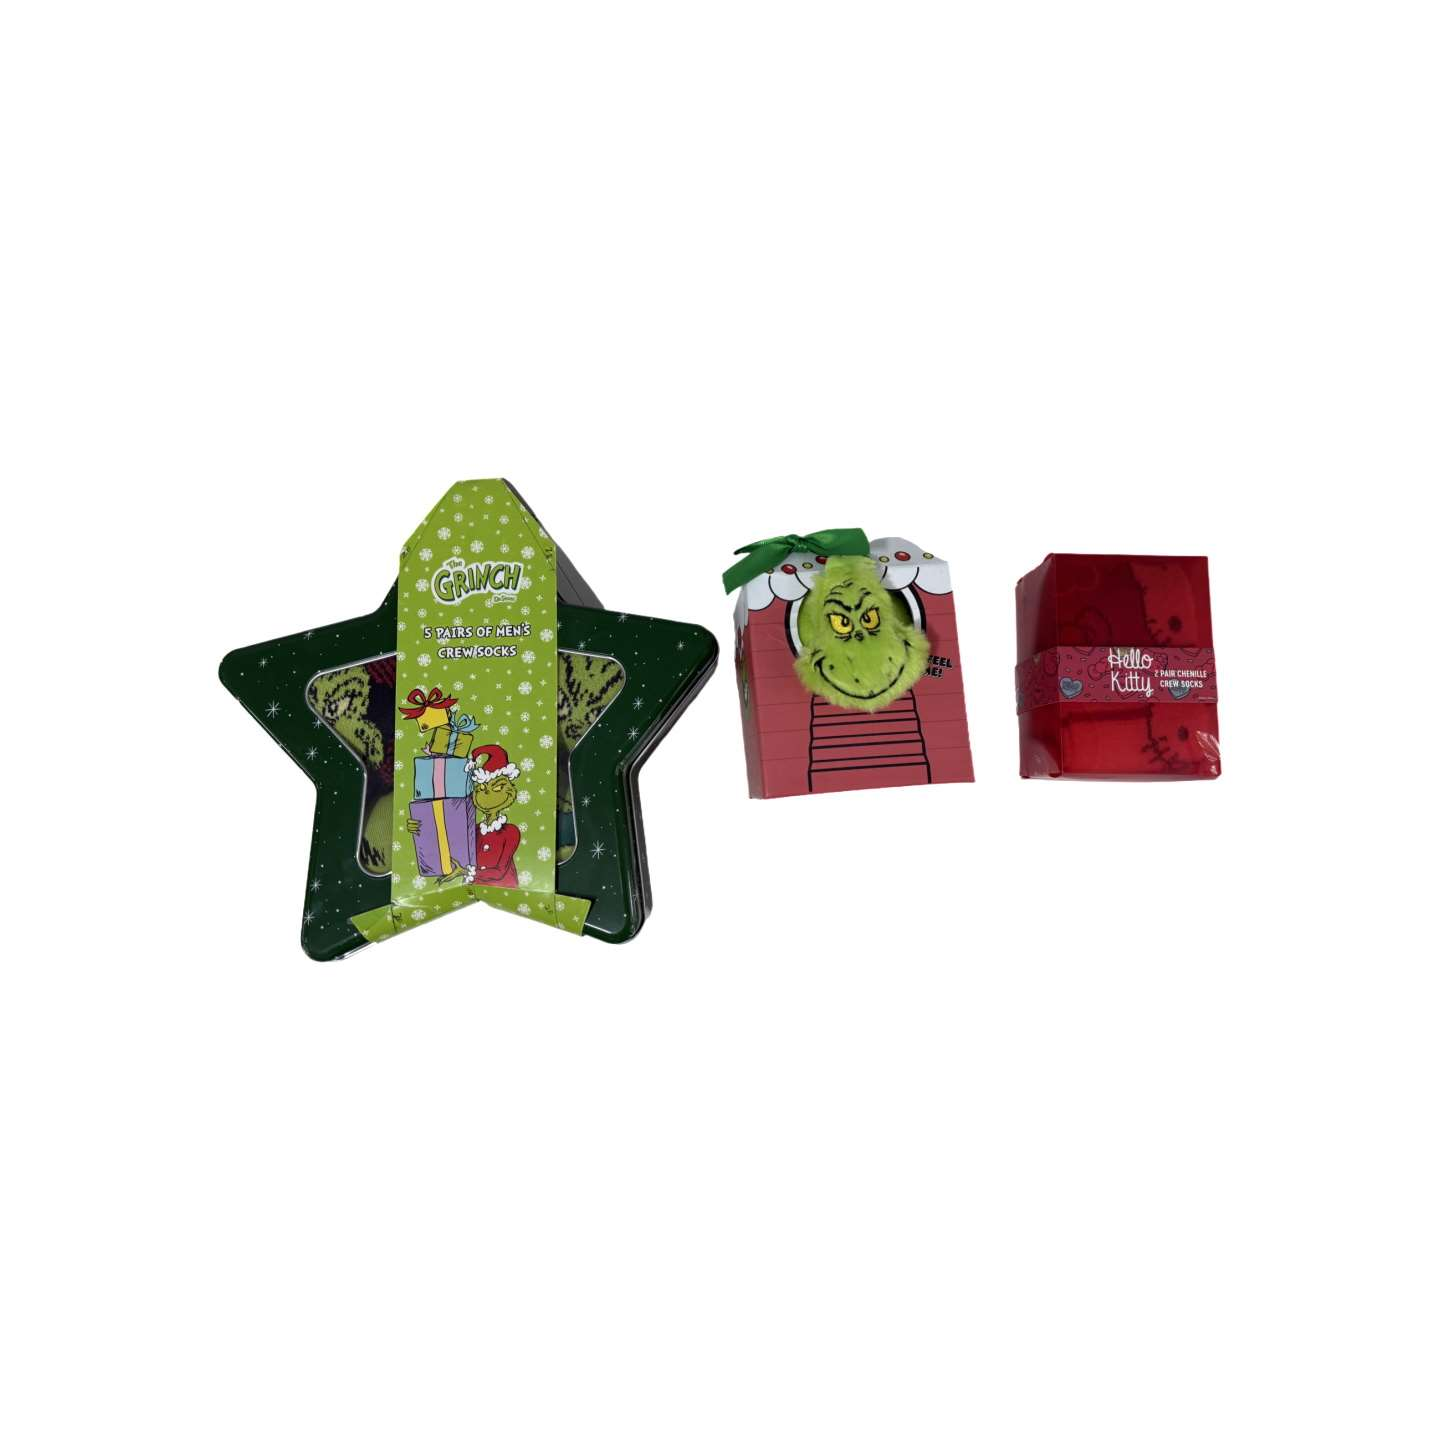 The
GRINCH
Dr. Seuss
5 PAIRS OF MEN'S
CREW SOCKS
FEEL
ME!
Hello
Kitty
2 PAIR CHENILLE
CREW SOCKS